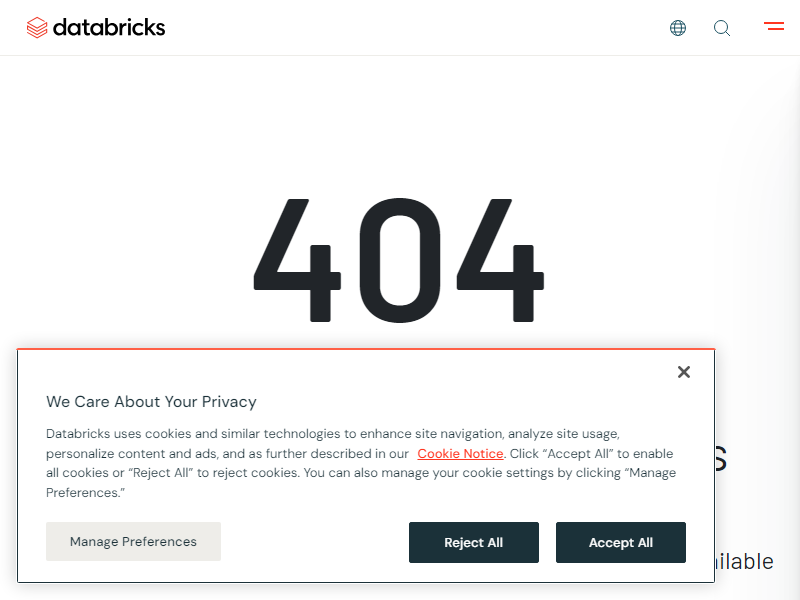 databricks
404
We Care About Your Privacy
Databricks uses cookies and similar technologies to enhance site navigation, analyze site usage,
personalize content and ads, and as further described in our Cookie Notice. Click “Accept All” to enable
all cookies or “Reject All” to reject cookies. You can also manage your cookie settings by clicking “Manage
Preferences.”
Manage Preferences
Reject All
Accept All